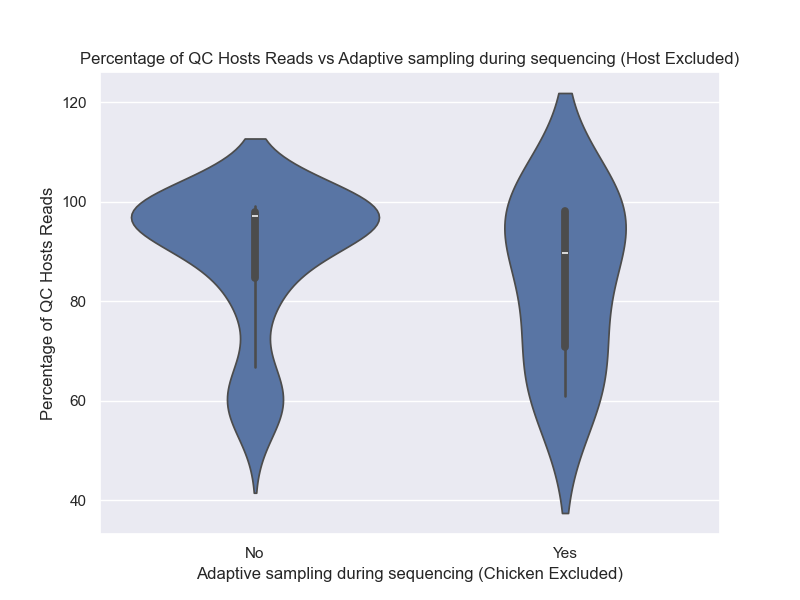 Percentage of QC Hosts Reads vs Adaptive sampling during sequencing (Host Excluded)
Percentage of QC Hosts Reads
120
100
80
60
40
No Yes
Adaptive sampling during sequencing (Chicken Excluded)